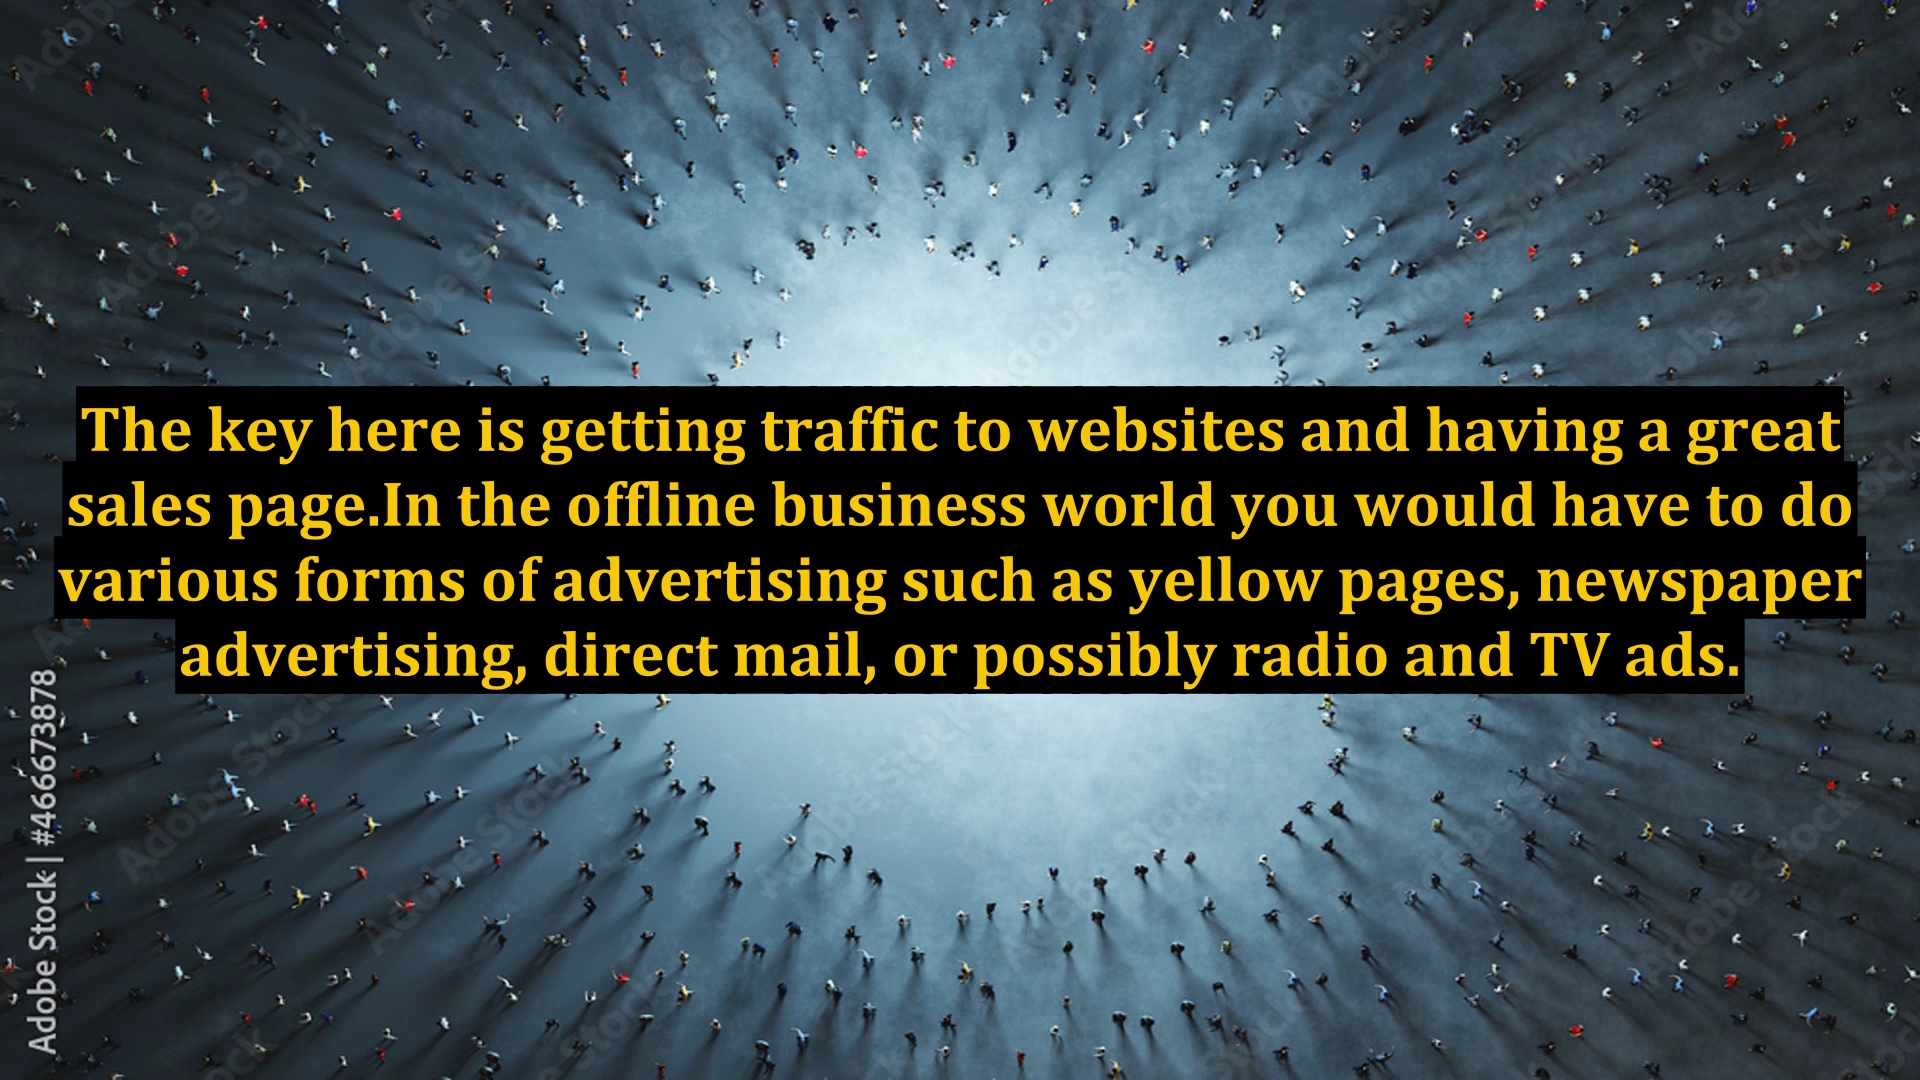 The key here is getting traffic to websites and having a great
sales page.In the offline business world you would have to do
various forms of advertising such as yellow pages, newspaper
advertising, direct mail, or possibly radio and TV ads.
Adobe Stock | #466673878